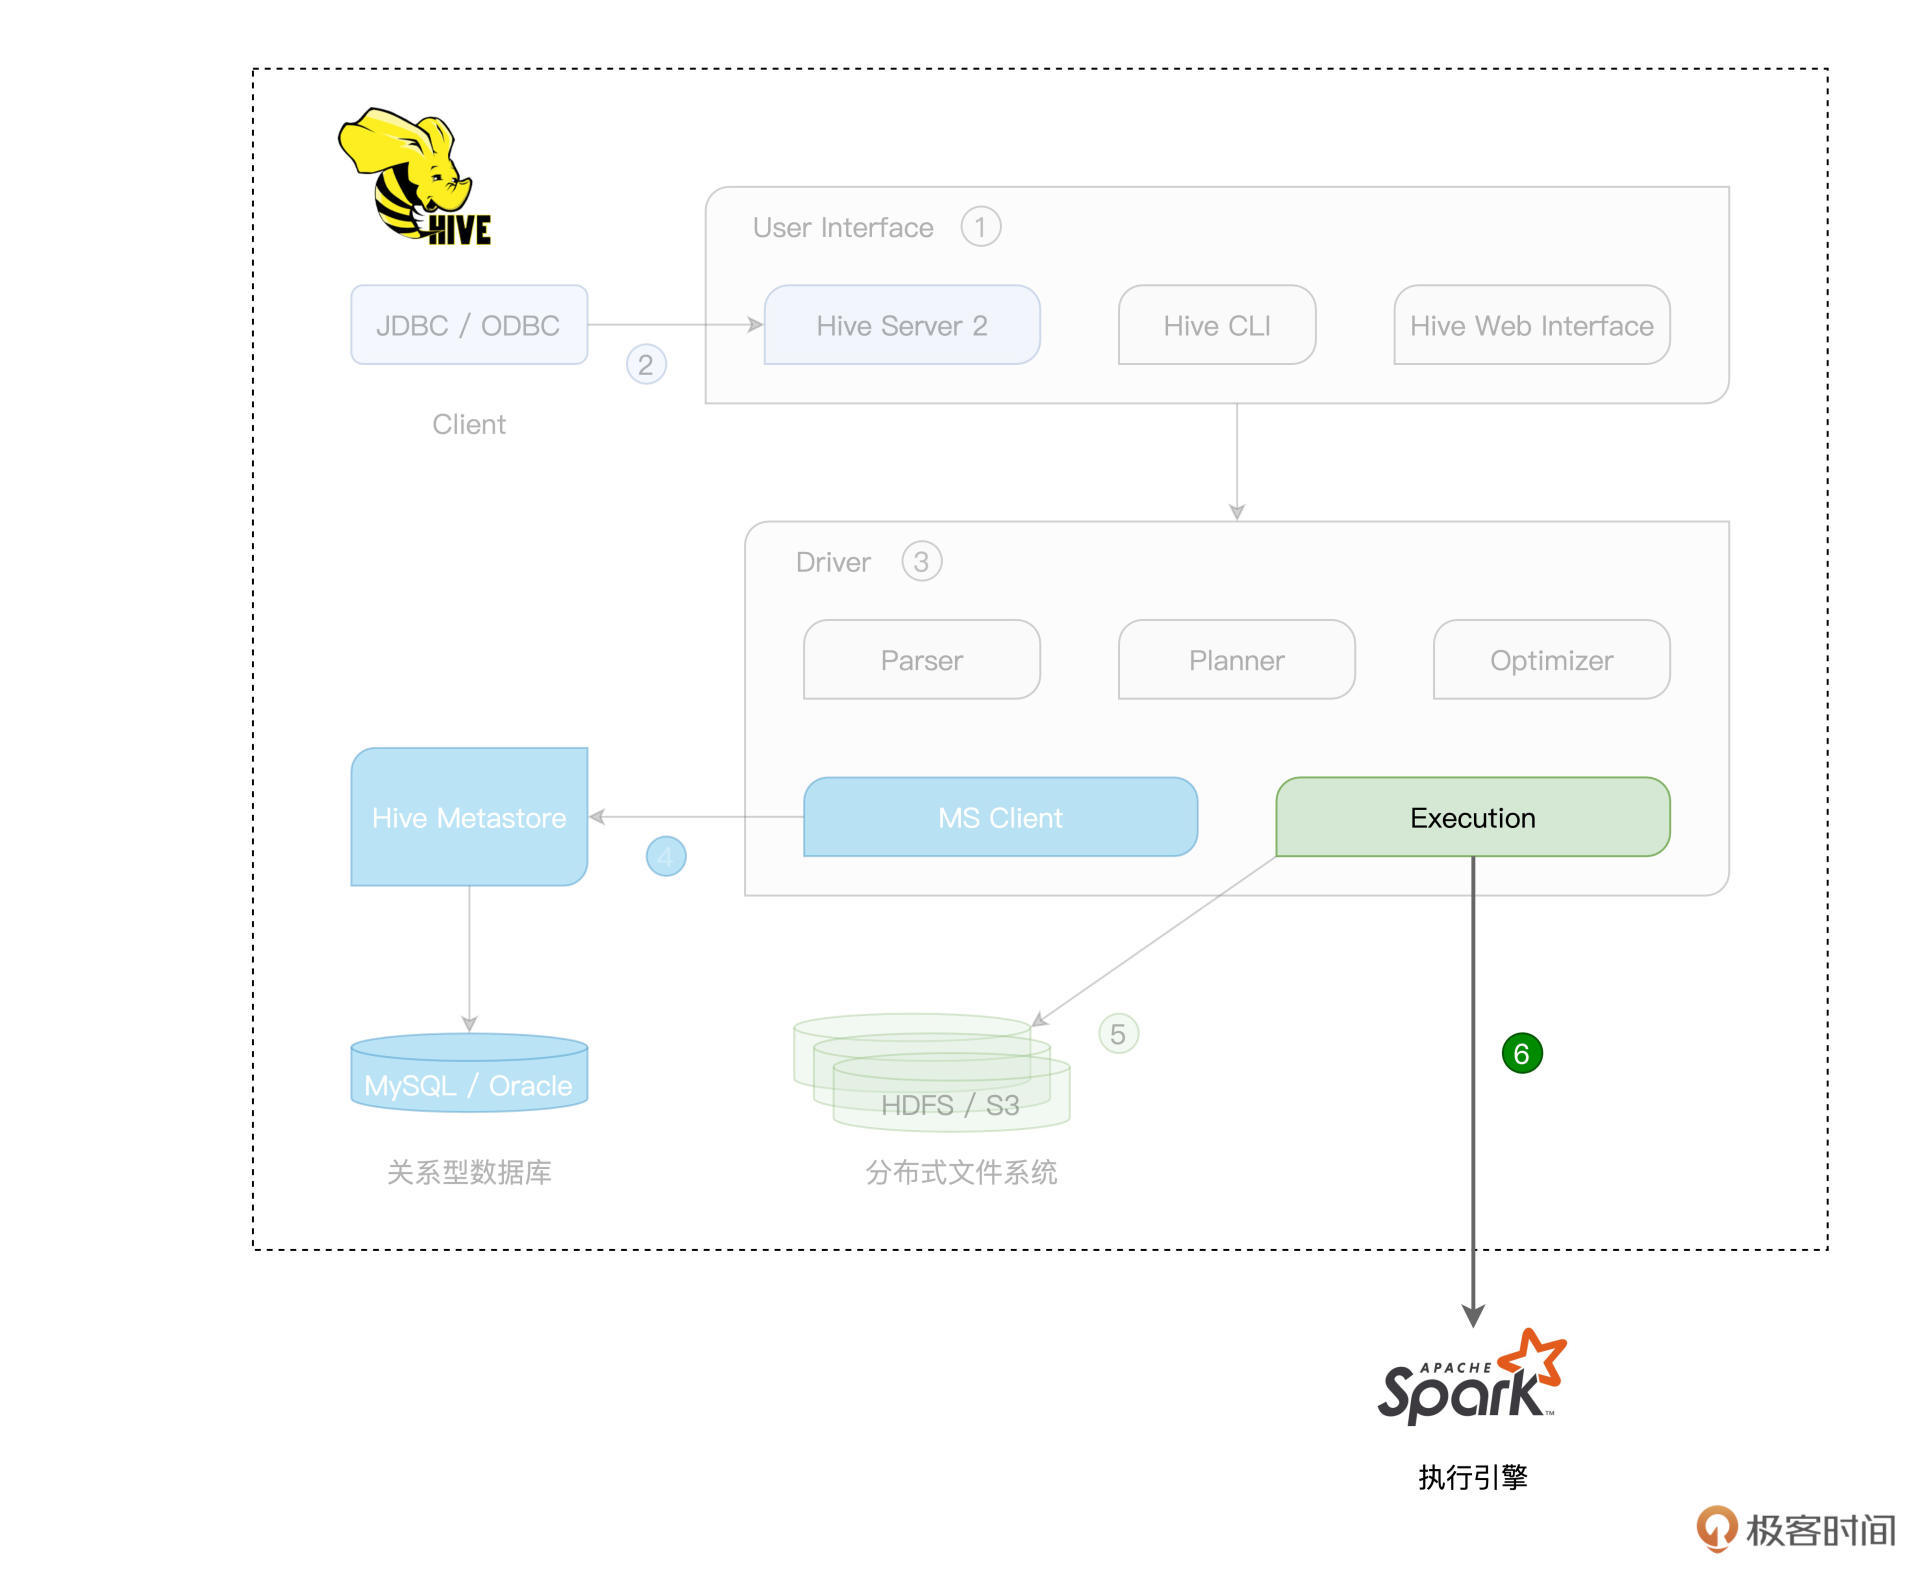 HIVE
User Interface 1
JDBC / ODBC
Hive Server 2
Hive CLI
Hive Web Interface
2
Client
Driver 3
Parser
Planner
Optimizer
Hive Metastore
MS Client
Execution
4
MySQL / Oracle
HDFS / S3
5
6
关系型数据库
分布式文件系统
APACHE
Spark™
执行引擎
极客时间